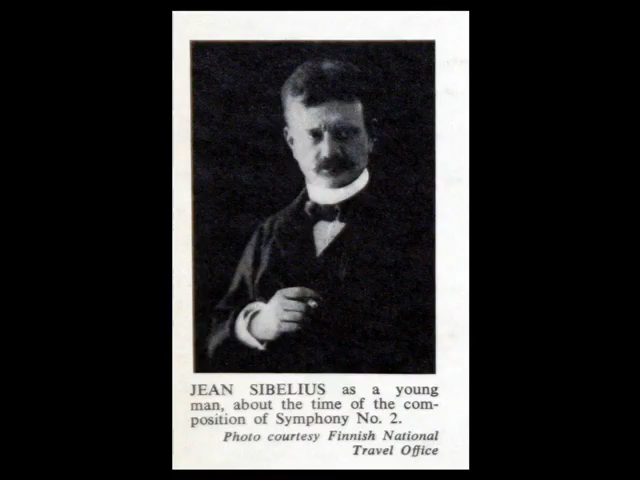 JEAN SIBELIUS as a young
man, about the time of the com-
position of Symphony No. 2.
Photo courtesy Finnish National
Travel Office